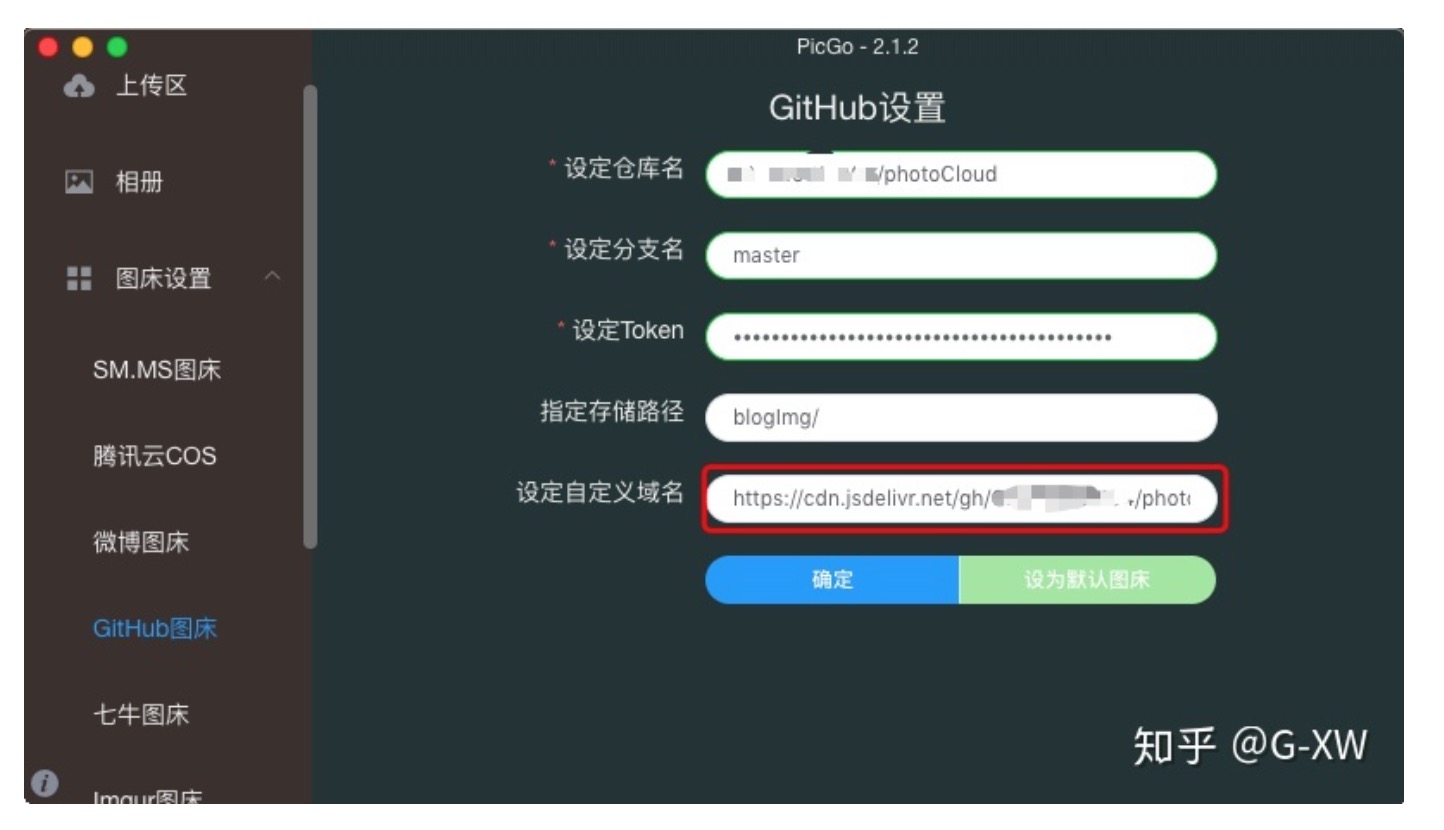 PicGo - 2.1.2
上传区
相册
图床设置
SM.MS图床
腾讯云COS
微博图床
GitHub图床
七牛图床
Imgur图床
GitHub设置
* 设定仓库名
/photoCloud
* 设定分支名
master
* 设定Token
••••••••••••••••••••••••••••••••••••••••
指定存储路径
blogImg/
设定自定义域名
https://cdn.jsdelivr.net/gh/ /phot
确定
设为默认图床
知乎 @G-XW